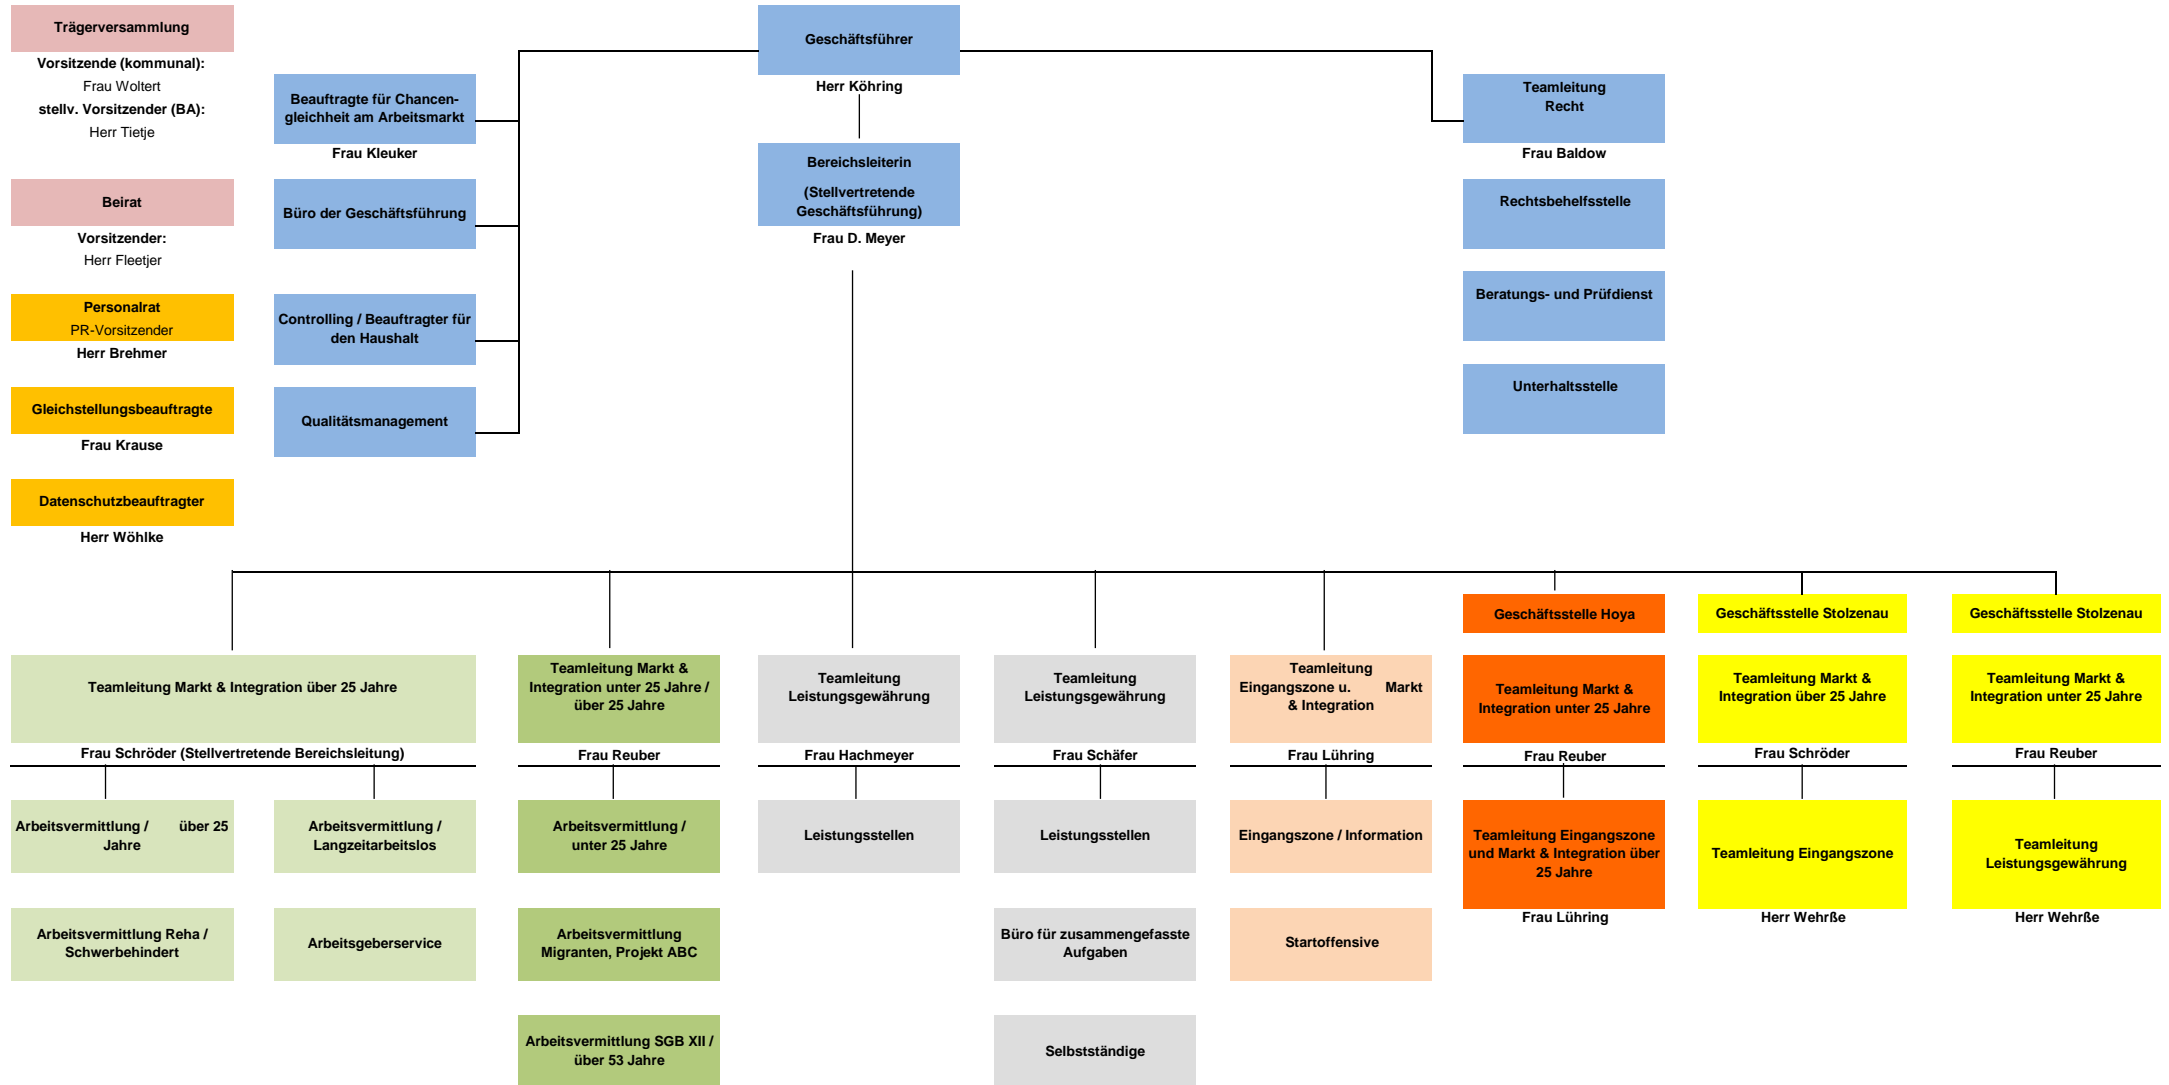 Trägerversammlung
Vorsitzende (kommunal):
Frau Woltert
stellv. Vorsitzender (BA):
Herr Tietje
Beirat
Vorsitzender:
Herr Fleetjer
Personalrat
PR-Vorsitzender
Herr Brehmer
Gleichstellungsbeauftragte
Frau Krause
Datenschutzbeauftragter
Herr Wöhlke
Beauftragte für Chancen-
gleichheit am Arbeitsmarkt
Frau Kleuker
Büro der Geschäftsführung
Controlling / Beauftragter für
den Haushalt
Qualitätsmanagement
Geschäftsführer
Herr Köhring
Bereichsleiterin
(Stellvertretende
Geschäftsführung)
Frau D. Meyer
Teamleitung
Recht
Frau Baldow
Rechtsbehelfsstelle
Beratungs- und Prüfdienst
Unterhaltsstelle
Teamleitung Markt & Integration über 25 Jahre
Frau Schröder (Stellvertretende Bereichsleitung)
Arbeitsvermittlung / über 25
Jahre
Arbeitsvermittlung Reha /
Schwerbehindert
Arbeitsvermittlung /
Langzeitarbeitslos
Arbeitsgeberservice
Teamleitung Markt &
Integration unter 25 Jahre /
über 25 Jahre
Frau Reuber
Arbeitsvermittlung /
unter 25 Jahre
Arbeitsvermittlung
Migranten, Projekt ABC
Arbeitsvermittlung SGB XII /
über 53 Jahre
Teamleitung
Leistungsgewährung
Frau Hachmeyer
Leistungsstellen
Teamleitung
Leistungsgewährung
Frau Schäfer
Leistungsstellen
Büro für zusammengefasste
Aufgaben
Selbstständige
Teamleitung
Eingangszone u. Markt
& Integration
Frau Lühring
Eingangszone / Information
Startoffensive
Geschäftsstelle Hoya
Teamleitung Markt &
Integration unter 25 Jahre
Frau Reuber
Teamleitung Eingangszone
und Markt & Integration über
25 Jahre
Frau Lühring
Geschäftsstelle Stolzenau
Teamleitung Markt &
Integration über 25 Jahre
Frau Schröder
Teamleitung Eingangszone
Herr Wehrße
Geschäftsstelle Stolzenau
Teamleitung Markt &
Integration unter 25 Jahre
Frau Reuber
Teamleitung
Leistungsgewährung
Herr Wehrße